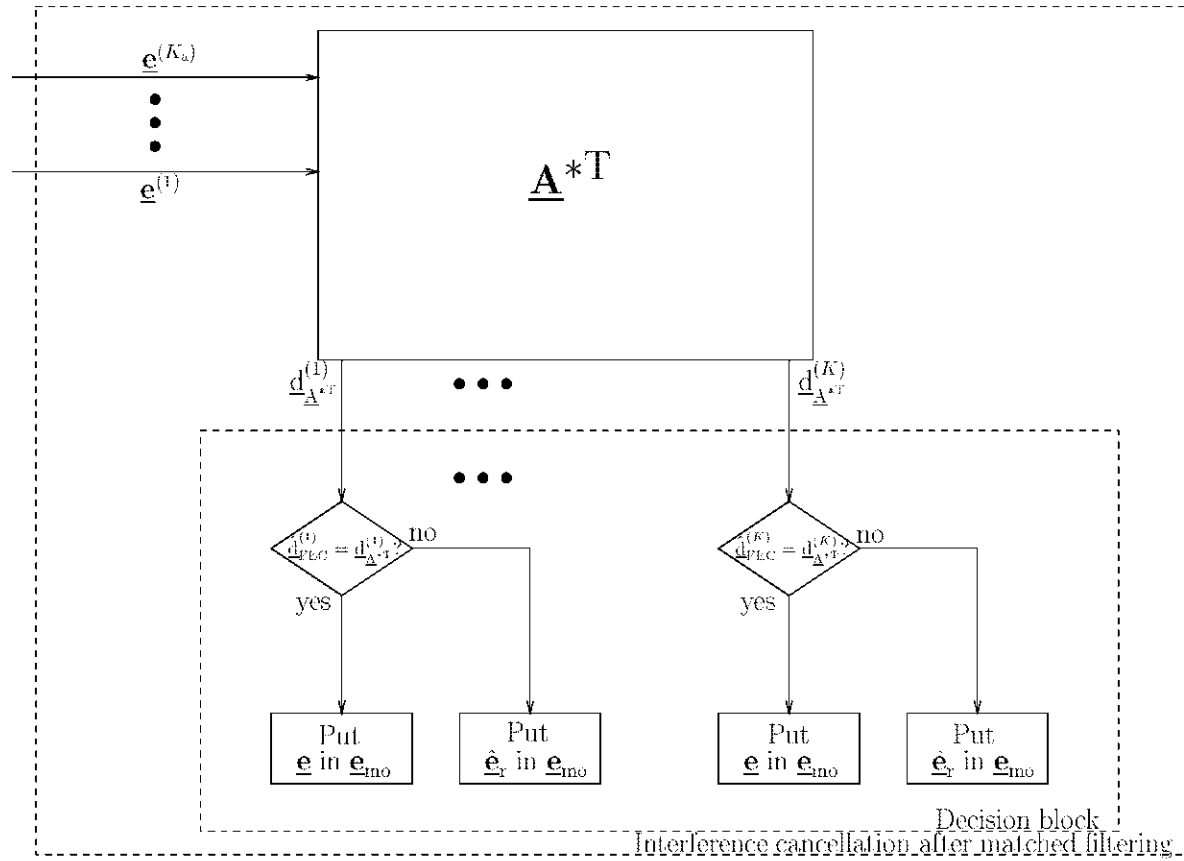 e^(K_a)
e^(1)
A^*T
d^(1)_A^*T
d^(K)_A^*T
d^(1)_FEC = d^(1)_A^*T?
no
d^(K)_FEC = d^(K)_A^*T?
no
yes
yes
Put
e in e_mo
Put
ê_r in e_mo
Put
e in e_mo
Put
ê_r in e_mo
Decision block
Interference cancellation after matched filtering